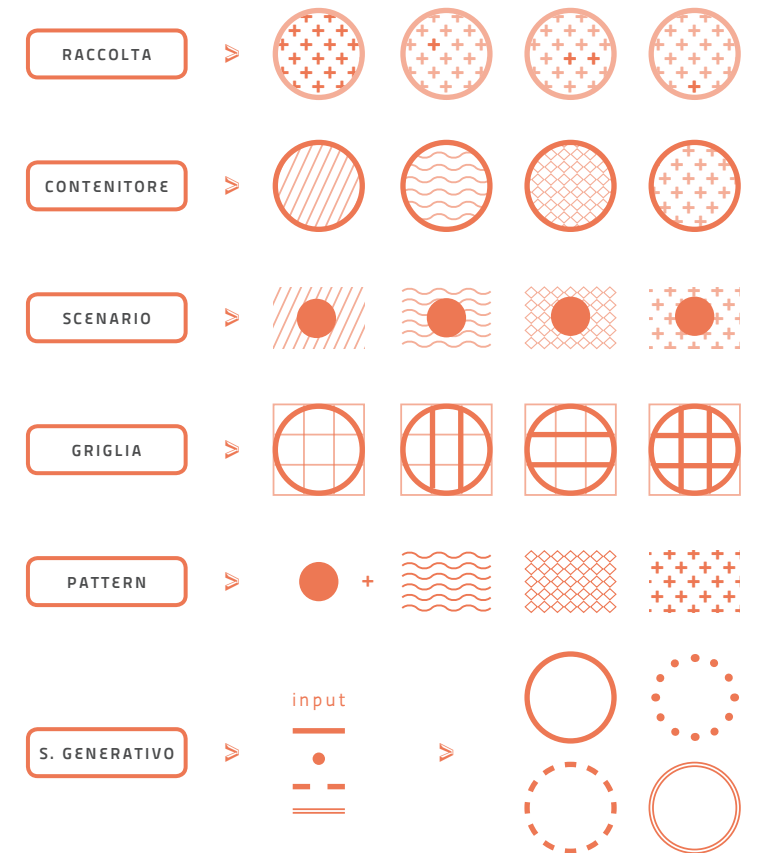 RACCOLTA
CONTENITORE
SCENARIO
GRIGLIA
PATTERN
input
S. GENERATIVO